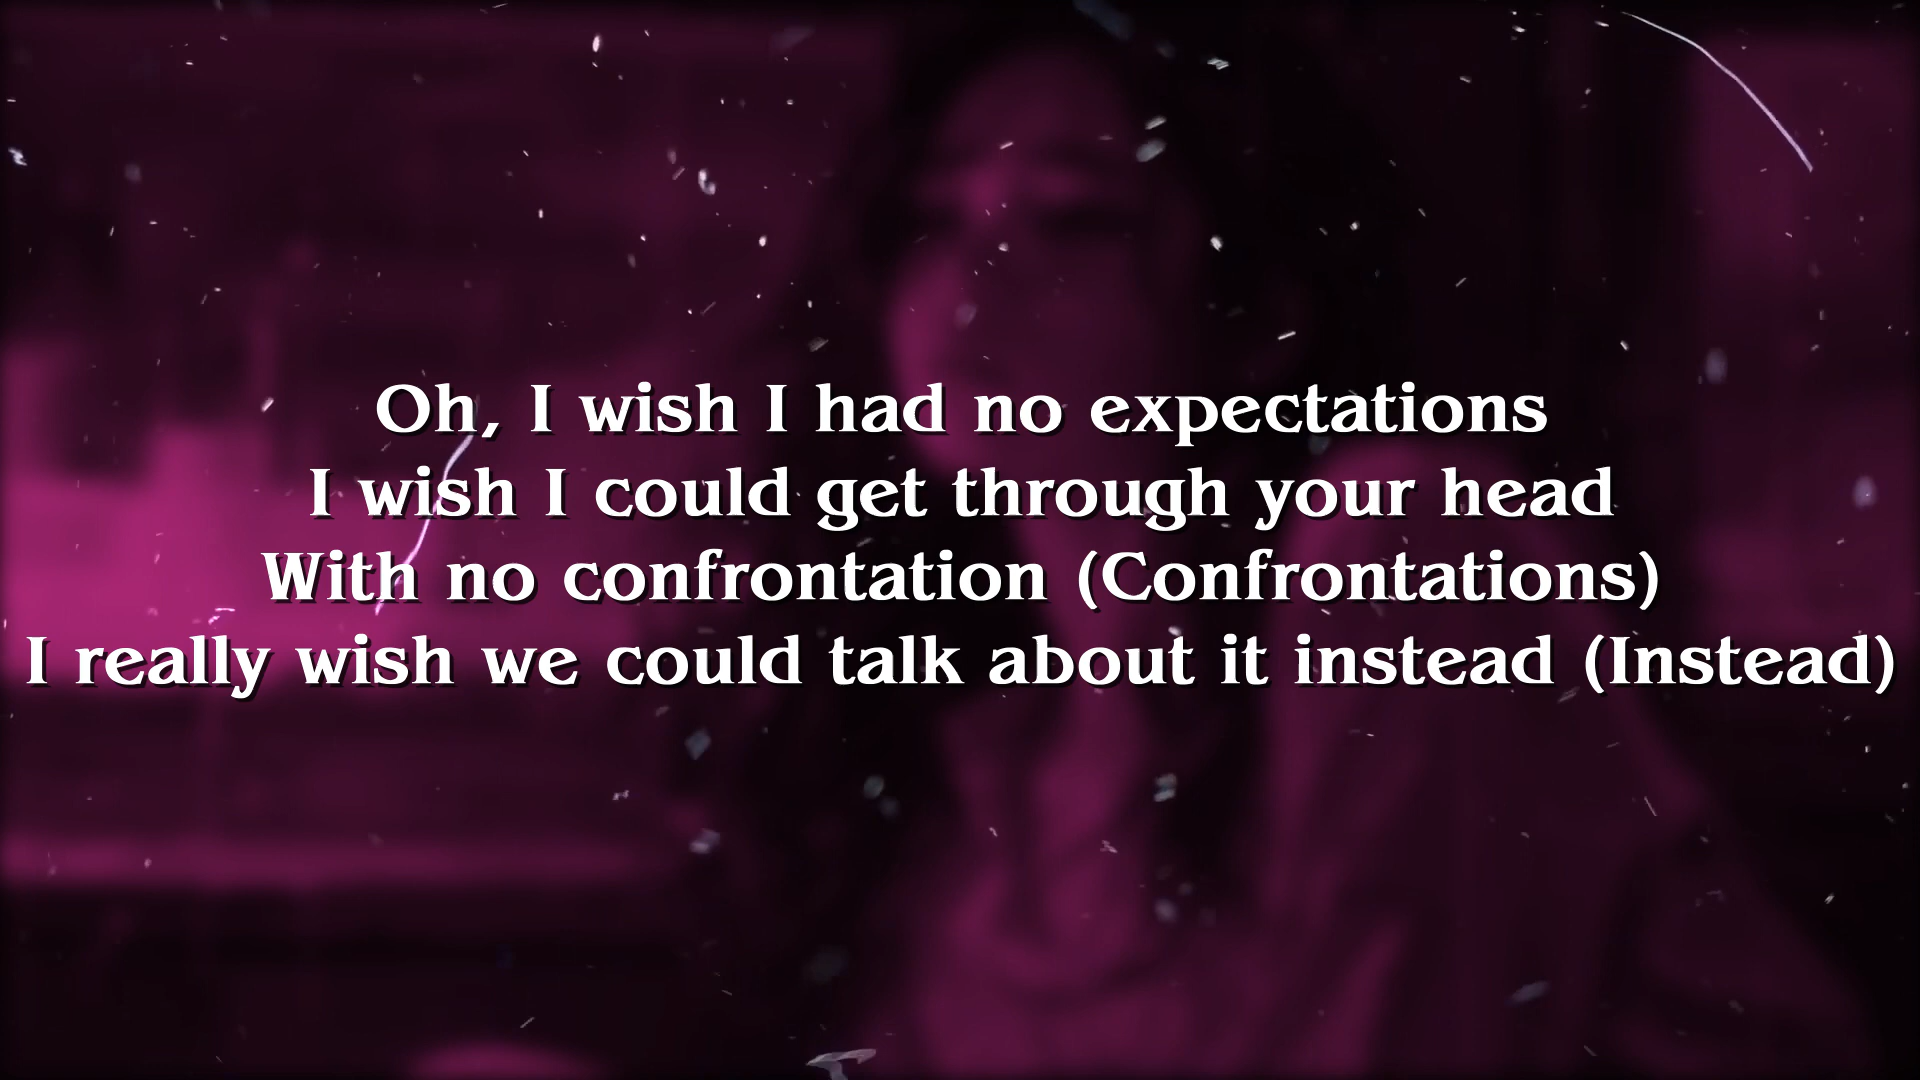 Oh, I wish I had no expectations
I wish I could get through your head
With no confrontation (Confrontations)
I really wish we could talk about it instead (Instead)